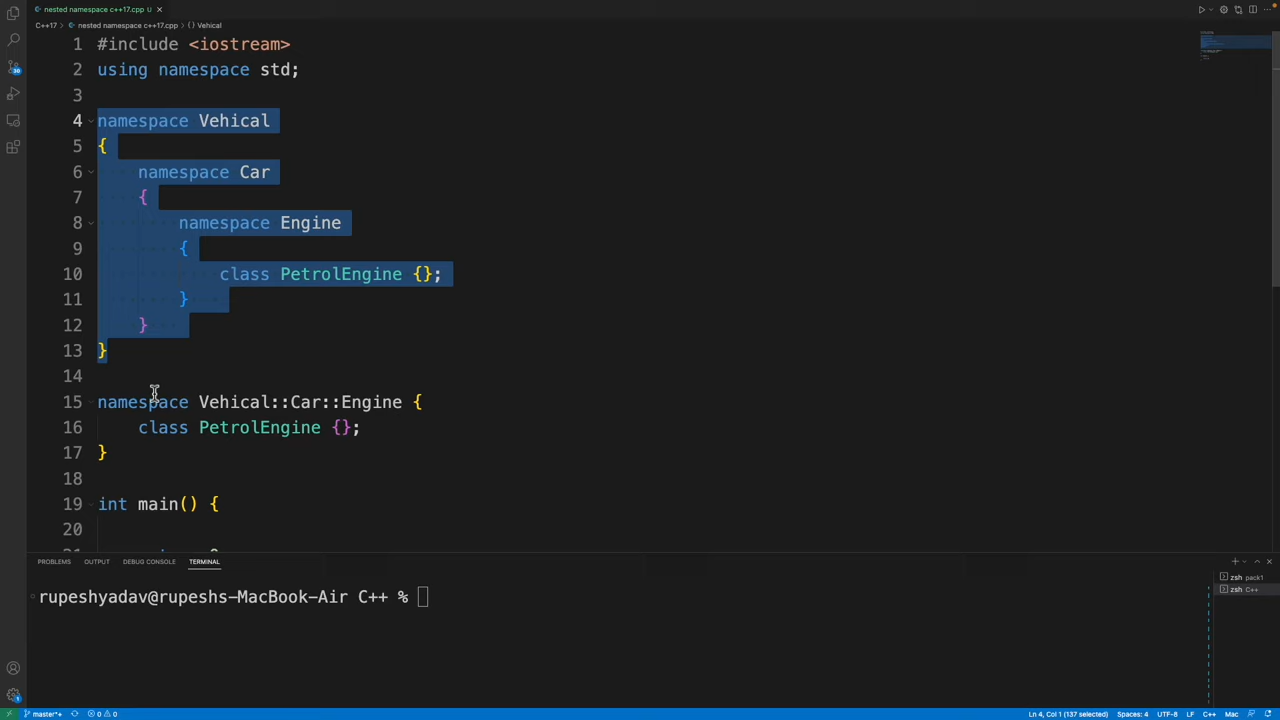 nested namespace c++17.cpp U
C++17 > nested namespace c++17.cpp > {} Vehical
1 #include <iostream>
2 using namespace std;
3
4 namespace Vehical
5 {
6     namespace Car
7     {
8         namespace Engine
9         {
10             class PetrolEngine {};
11         }
12     }
13 }
14
15 namespace Vehical::Car::Engine {
16     class PetrolEngine {};
17 }
18
19 int main() {
20
PROBLEMS OUTPUT DEBUG CONSOLE TERMINAL
rupeshyadav@rupeshs-MacBook-Air C++ %
zsh pack1
zsh C++
30
1
master*+ 0 0 Ln 4, Col 1 (137 selected) Spaces: 4 UTF-8 LF C++ Mac